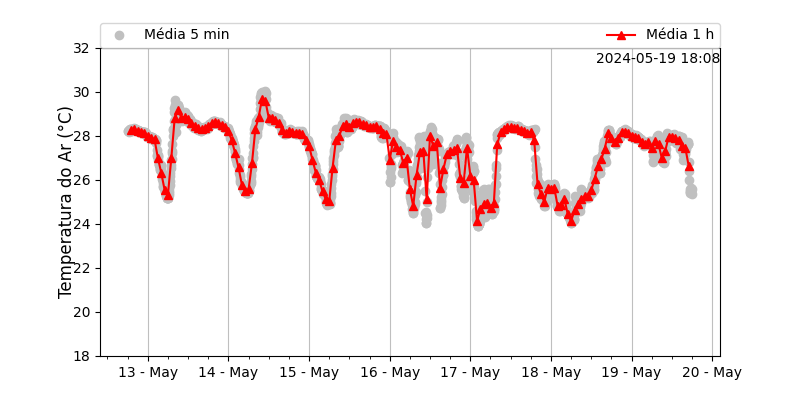 Média 5 min
Média 1 h
2024-05-19 18:08
Temperatura do Ar (°C)
32
30
28
26
24
22
20
18
13 - May
14 - May
15 - May
16 - May
17 - May
18 - May
19 - May
20 - May